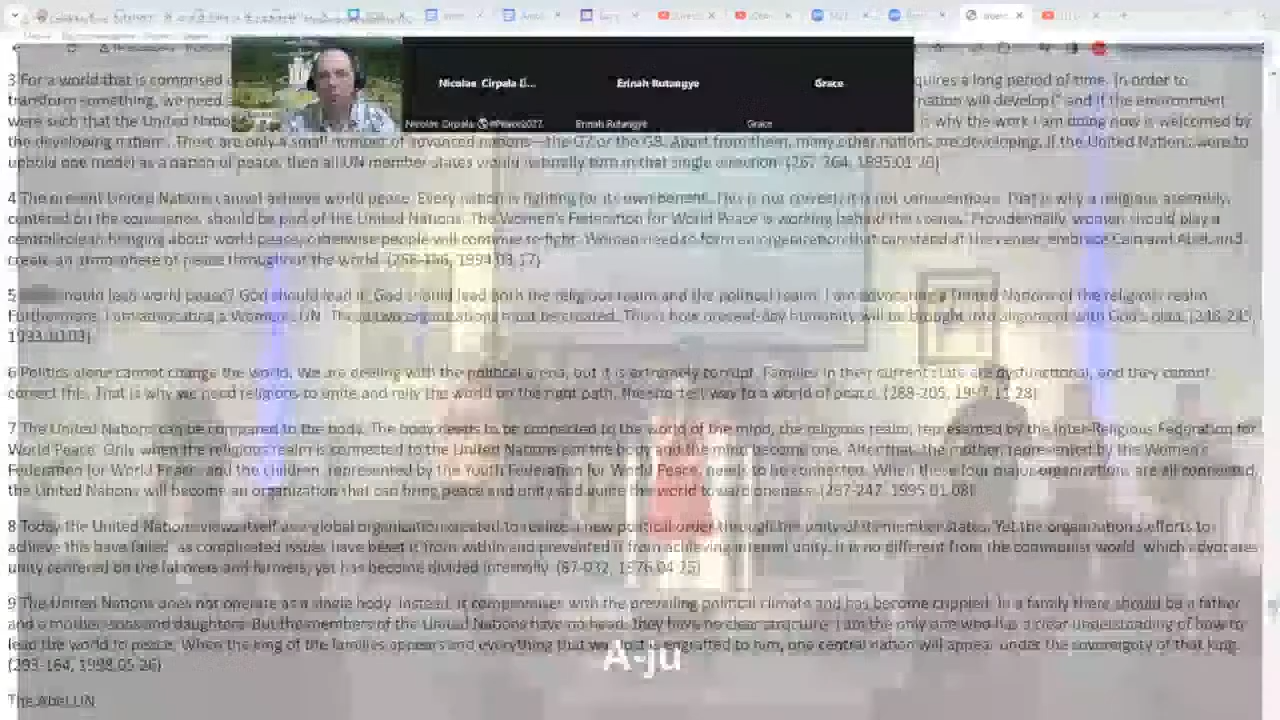 Nicolae Cirpala (I... Erinah Rutungye Grace
Erinah Rutungye Grace
3 For a world that is comprised quires a long period of time. In order to
transform something, we need a nation will develop" and if the environment
were such that the United Natio why the work I am doing now is welcomed by
There are only a small number of advanced nations—the G7 or the G8. Apart from them, many other nations are developing. If the United Nations were to
uphold one model as a nation of peace, then all UN member states would naturally turn in that single direction. (267-264, 1995.01.20)
4 The present United Nations cannot achieve world peace. Every nation is fighting for its own benefit. This is not correct; it is not conscientious. That is why a religious assembly,
centered on the conscience, should be part of the United Nations. The Women's Federation for World Peace is working behind the scenes. Providentially, women should play a
central role in bringing about world peace; otherwise people will continue to fight. Women need to form an organization that can stand at the center, embrace Cain and Abel, and
create an atmosphere of peace throughout the world. (256-166, 1994.03.17)
5 hould lead world peace? God should lead it. God should lead both the religious realm and the political realm. I am advocating a United Nations of the religious realm.
Furthermore, I am advocating a Women's UN. These two organizations must be created. This is how present-day humanity will be brought into alignment with God's plan.
6 Politics alone cannot change the world. We are dealing with the political arena, but it is extremely corrupt. Families in their current state are dysfunctional, and they cannot
correct this. That is why we need religions to unite and rally the world on the right path, the shortest way to a world of peace. (289-205, 1997.11.28)
7 The United Nations can be compared to the body. The body needs to be connected to the world of the mind, the religious realm, represented by the Inter-Religious Federation for
World Peace. Only when the religious realm is connected to the United Nations can the body and the mind become one. After that, the mother, represented by the Women's
Federation for World Peace, and the children, represented by the Youth Federation for World Peace, needs to be connected. When these four major organizations are all connected,
the United Nations will become an organization that can bring peace and unity and guide the world toward oneness. (267-247, 1995.01.08)
8 Today the United Nations views itself as a global organization created to realize a new political order through the unity of its member states. Yet the organization's efforts to
achieve this have failed, as complicated issues have beset it from within and prevented it from achieving internal unity. It is no different from the communist world, which advocates
unity centered on the laborers and farmers, yet has become divided internally. (87-032, 1976.04.25)
9 The United Nations does not operate as a single body. Instead, it compromises with the prevailing political climate and has become crippled. In a family there should be a father
and a mother, sons and daughters. But the members of the United Nations have no head; they have no clear structure. I am the only one who has a clear understanding of how to
lead the world to peace. When the king of the families appears and everything that was lost is engrafted to him, one central nation will appear under the sovereignty of that king.
(293-164, 1998.05.26)
A-ju
The Abel UN